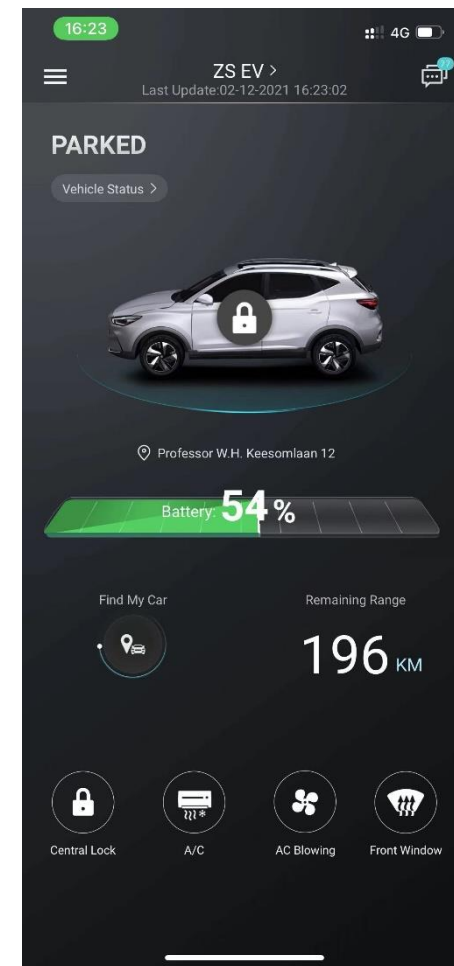 16:23
4G
ZS EV >
27
Last Update:02-12-2021 16:23:02
PARKED
Vehicle Status >
Professor W.H. Keesomlaan 12
Battery: 54%
Find My Car
Remaining Range
196 KM
Central Lock
A/C
AC Blowing
Front Window